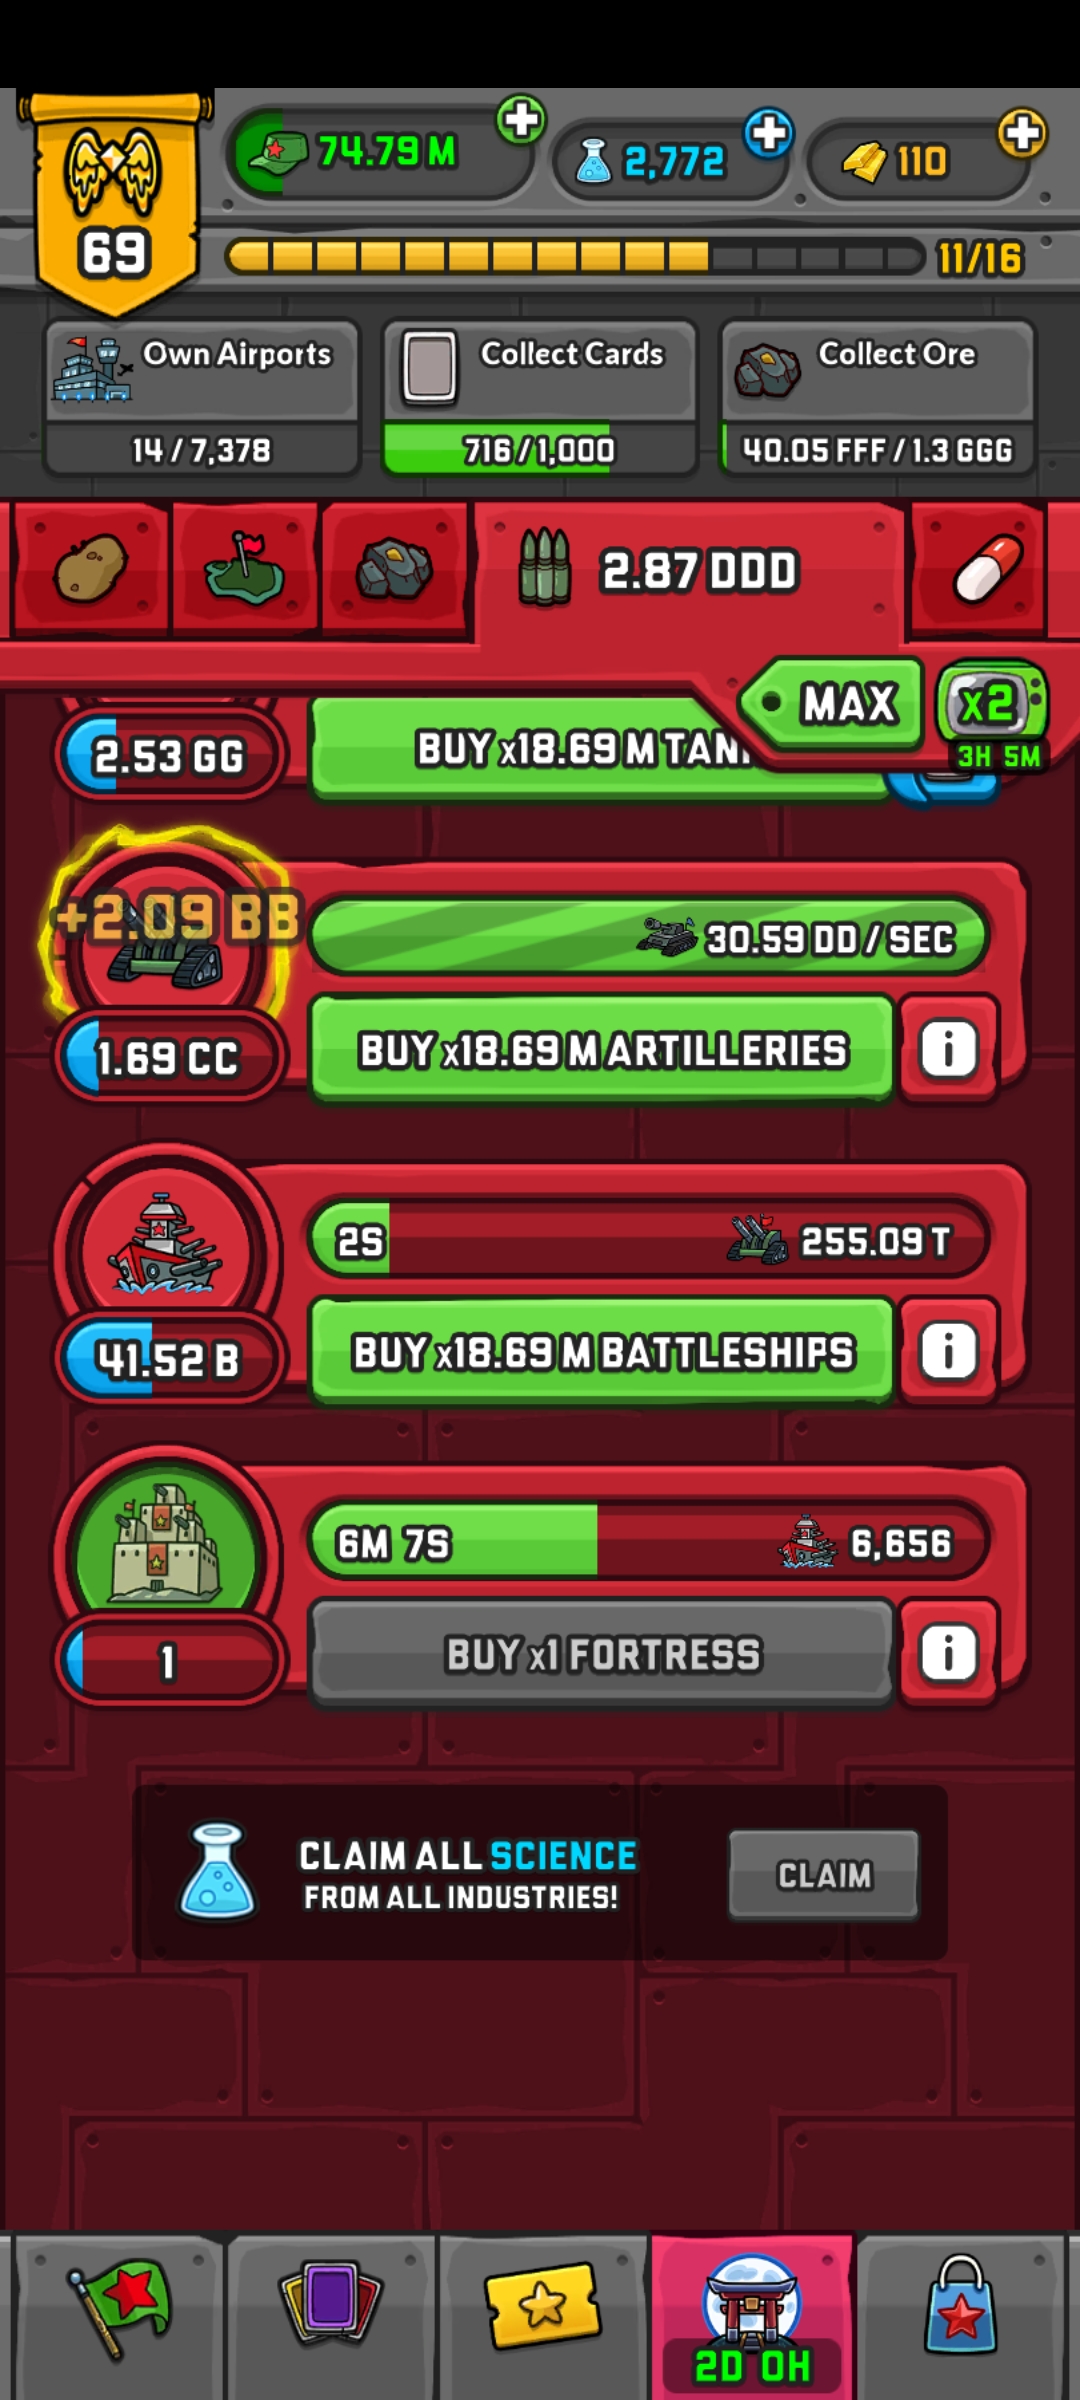 74.79 M
2,772
110
69
11/16
Own Airports
Collect Cards
Collect Ore
14 / 7,378
716 / 1,000
40.05 FFF / 1.3 GGG
2.87 DDD
MAX
x2
3H 5M
2.53 GG
BUY x18.69 M
+2.09 BB
30.59 DD / SEC
1.69 CC
BUY x18.69 M ARTILLERIES
i
2S
255.09 T
41.52 B
BUY x18.69 M BATTLESHIPS
i
6M 7S
6,656
1
BUY x1 FORTRESS
i
CLAIM ALL SCIENCE
FROM ALL INDUSTRIES!
CLAIM
2D 0H